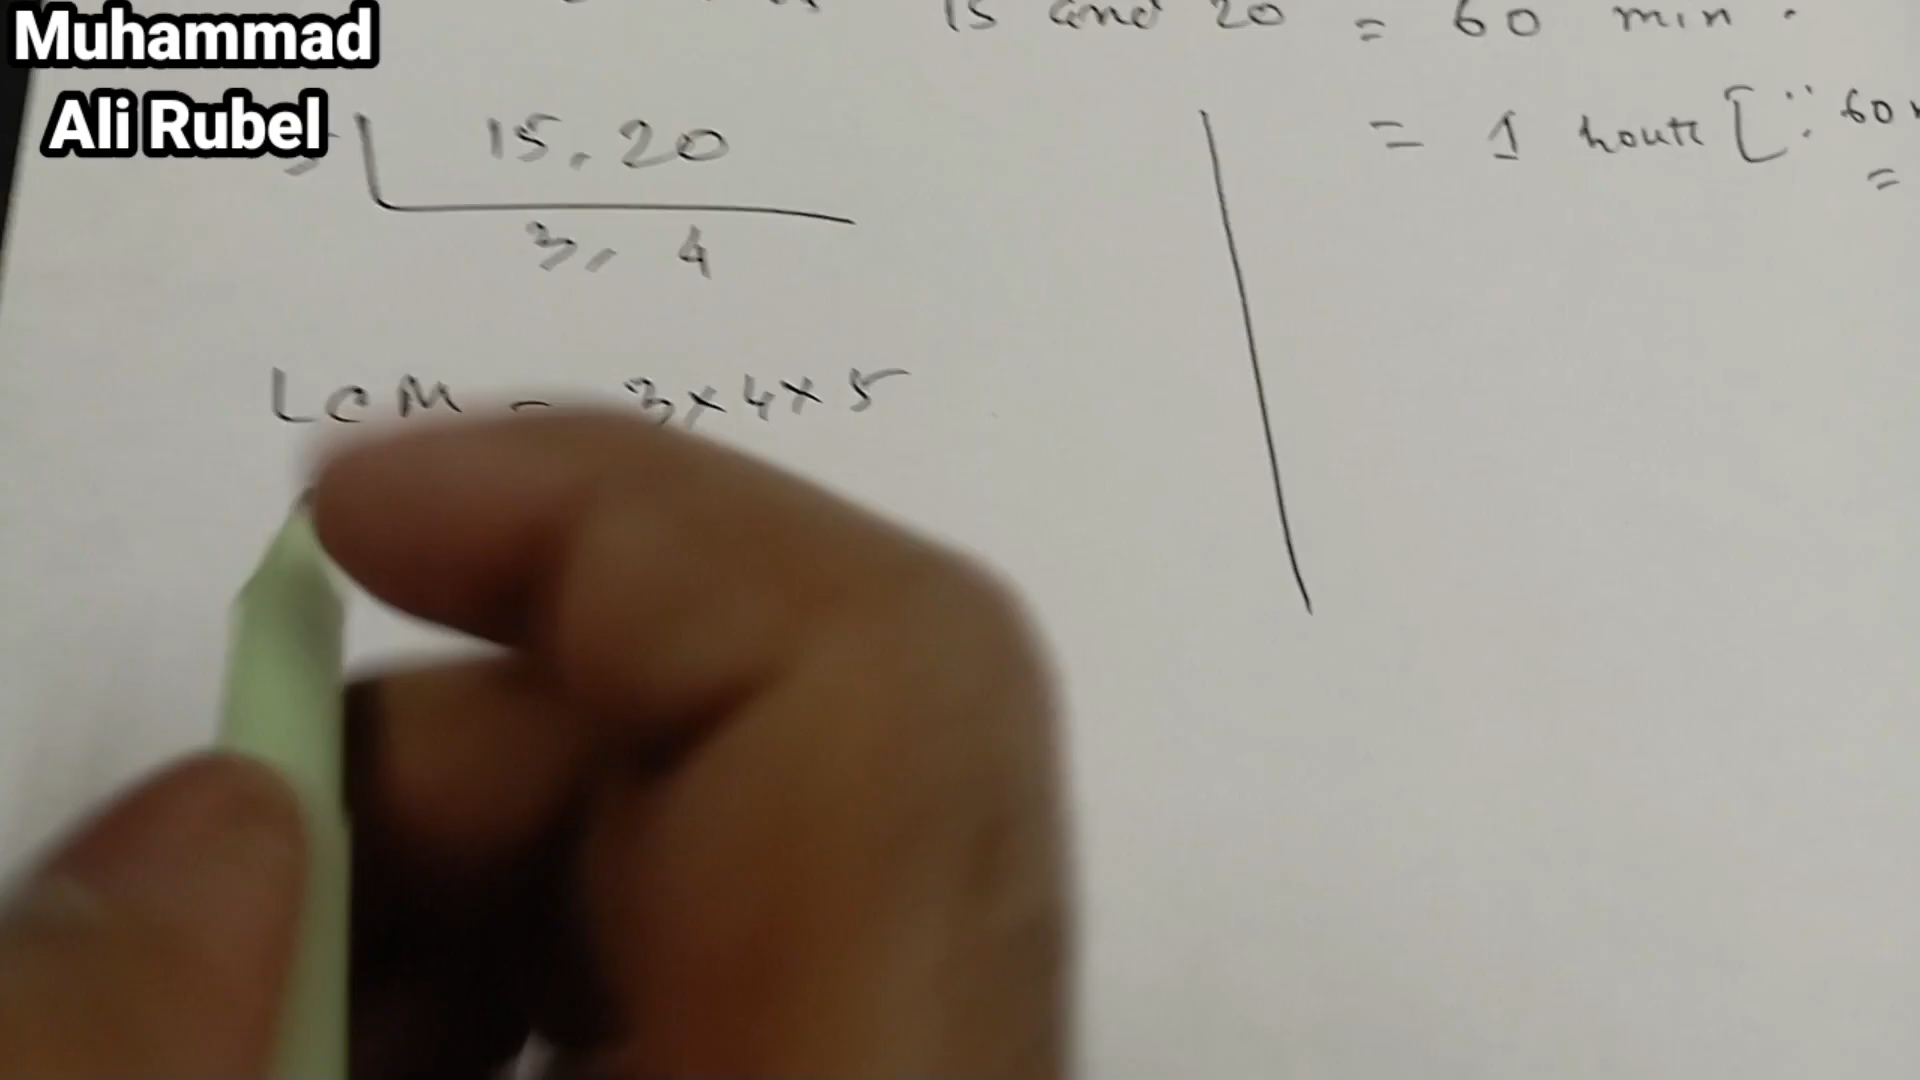 Muhammad
Ali Rubel
15 and 20 = 60 min.
= 1 houre [∵ 60
=
15, 20
3, 4
LCM = 3×4×5